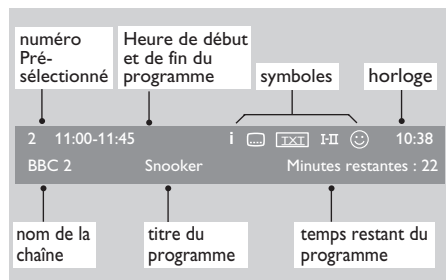 numéro
Pré-
sélectionné
Heure de début
et de fin du
programme
symboles
horloge
2 11:00-11:45 i .... TXT I-II 10:38
BBC 2 Snooker Minutes restantes : 22
nom de la
chaîne
titre du
programme
temps restant du
programme